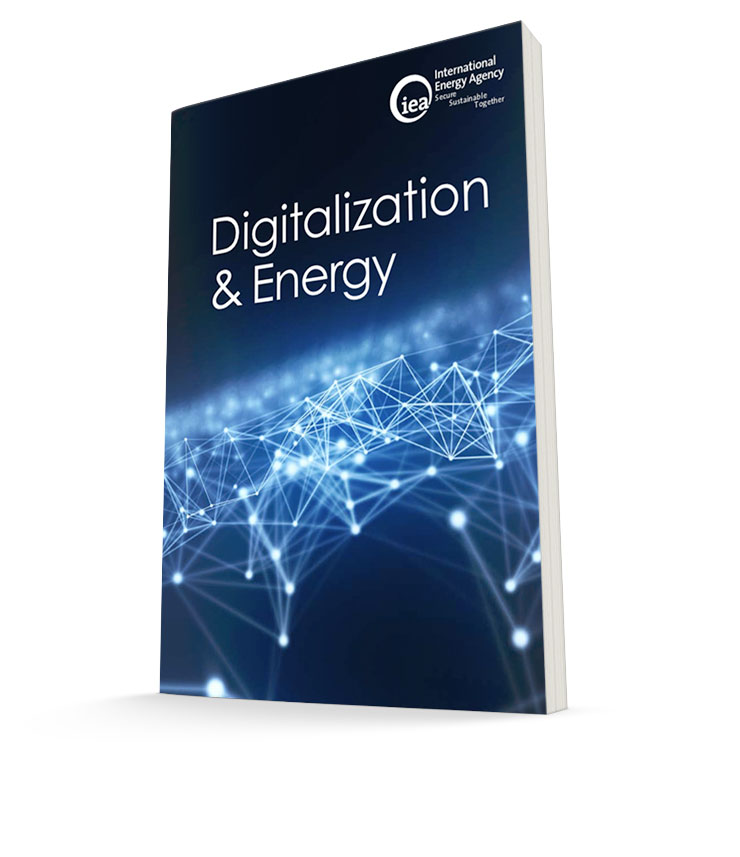 iea
International
Energy Agency
Secure
Sustainable
Together
Digitalization
& Energy